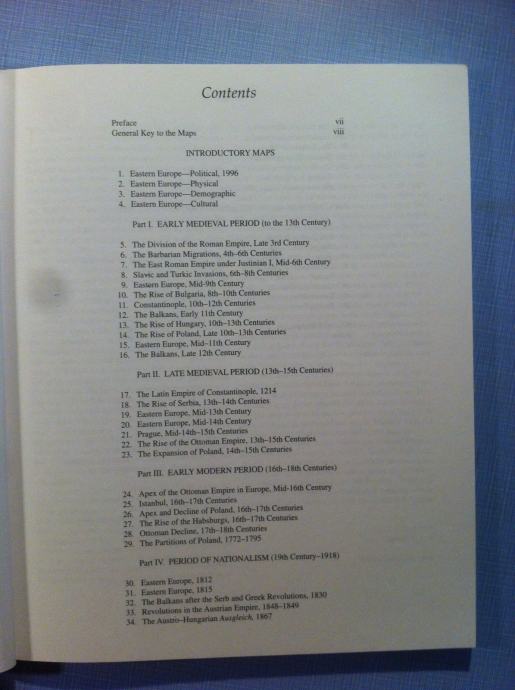 Contents
Preface vii
General Key to the Maps viii
INTRODUCTORY MAPS
1. Eastern Europe—Political, 1996
2. Eastern Europe—Physical
3. Eastern Europe—Demographic
4. Eastern Europe—Cultural
Part I. EARLY MEDIEVAL PERIOD (to the 13th Century)
5. The Division of the Roman Empire, Late 3rd Century
6. The Barbarian Migrations, 4th–6th Centuries
7. The East Roman Empire under Justinian I, Mid-6th Century
8. Slavic and Turkic Invasions, 6th–8th Centuries
9. Eastern Europe, Mid-9th Century
10. The Rise of Bulgaria, 8th–10th Centuries
11. Constantinople, 10th–12th Centuries
12. The Balkans, Early 11th Century
13. The Rise of Hungary, 10th–13th Centuries
14. The Rise of Poland, Late 10th–13th Centuries
15. Eastern Europe, Mid–11th Century
16. The Balkans, Late 12th Century
Part II. LATE MEDIEVAL PERIOD (13th–15th Centuries)
17. The Latin Empire of Constantinople, 1214
18. The Rise of Serbia, 13th–14th Centuries
19. Eastern Europe, Mid-13th Century
20. Eastern Europe, Mid-14th Century
21. Prague, Mid-14th–15th Centuries
22. The Rise of the Ottoman Empire, 13th–15th Centuries
23. The Expansion of Poland, 14th–15th Centuries
Part III. EARLY MODERN PERIOD (16th–18th Centuries)
24. Apex of the Ottoman Empire in Europe, Mid-16th Century
25. Istanbul, 16th–17th Centuries
26. Apex and Decline of Poland, 16th–17th Centuries
27. The Rise of the Habsburgs, 16th–17th Centuries
28. Ottoman Decline, 17th–18th Centuries
29. The Partitions of Poland, 1772–1795
Part IV. PERIOD OF NATIONALISM (19th Century–1918)
30. Eastern Europe, 1812
31. Eastern Europe, 1815
32. The Balkans after the Serb and Greek Revolutions, 1830
33. Revolutions in the Austrian Empire, 1848–1849
34. The Austro–Hungarian Ausgleich, 1867